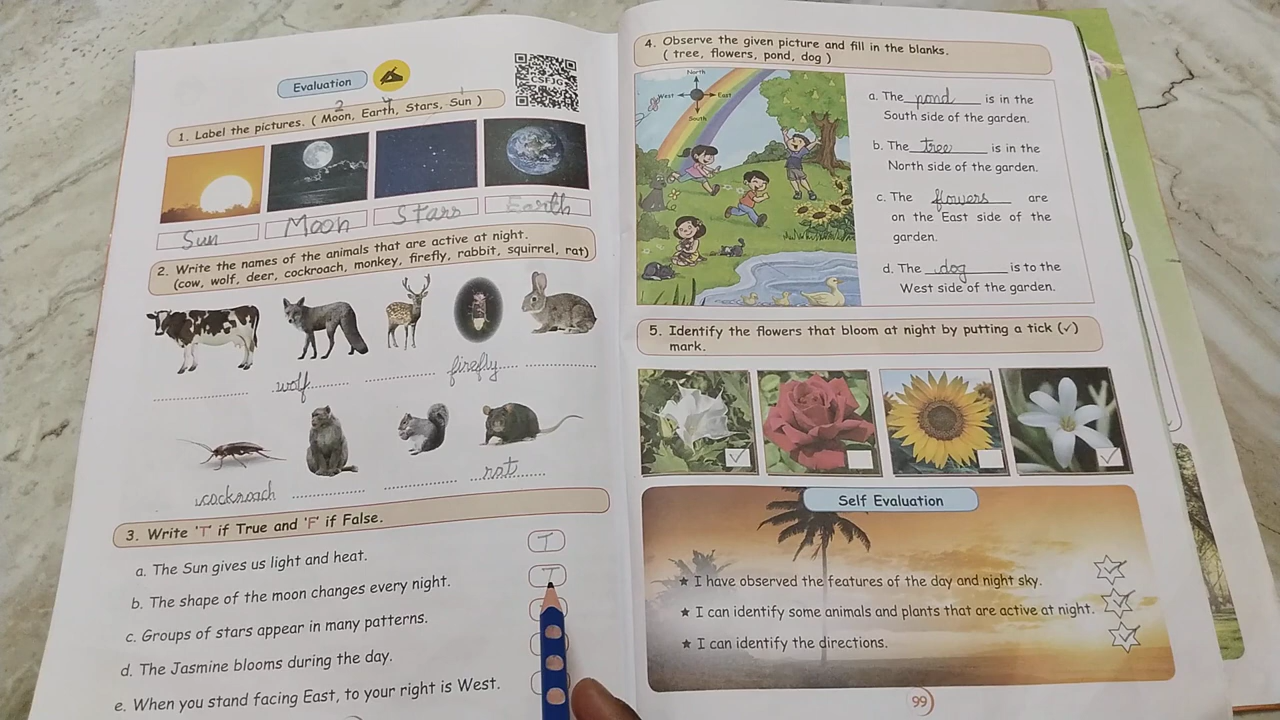 Evaluation
CSFJG
2 4 1
1. Label the pictures. ( Moon, Earth, Stars, Sun )
Sun Moon Stars Earth
2. Write the names of the animals that are active at night.
(cow, wolf, deer, cockroach, monkey, firefly, rabbit, squirrel, rat)
wolf firefly
cockroach rat
3. Write 'T' if True and 'F' if False.
a. The Sun gives us light and heat. T
b. The shape of the moon changes every night. T
c. Groups of stars appear in many patterns.
d. The Jasmine blooms during the day.
e. When you stand facing East, to your right is West.
4. Observe the given picture and fill in the blanks.
( tree, flowers, pond, dog )
North
West East
South
a. The pond is in the
South side of the garden.
b. The tree is in the
North side of the garden.
c. The flowers are
on the East side of the
garden.
d. The dog is to the
West side of the garden.
5. Identify the flowers that bloom at night by putting a tick (✓)
mark.
Self Evaluation
★ I have observed the features of the day and night sky.
★ I can identify some animals and plants that are active at night.
★ I can identify the directions.
99